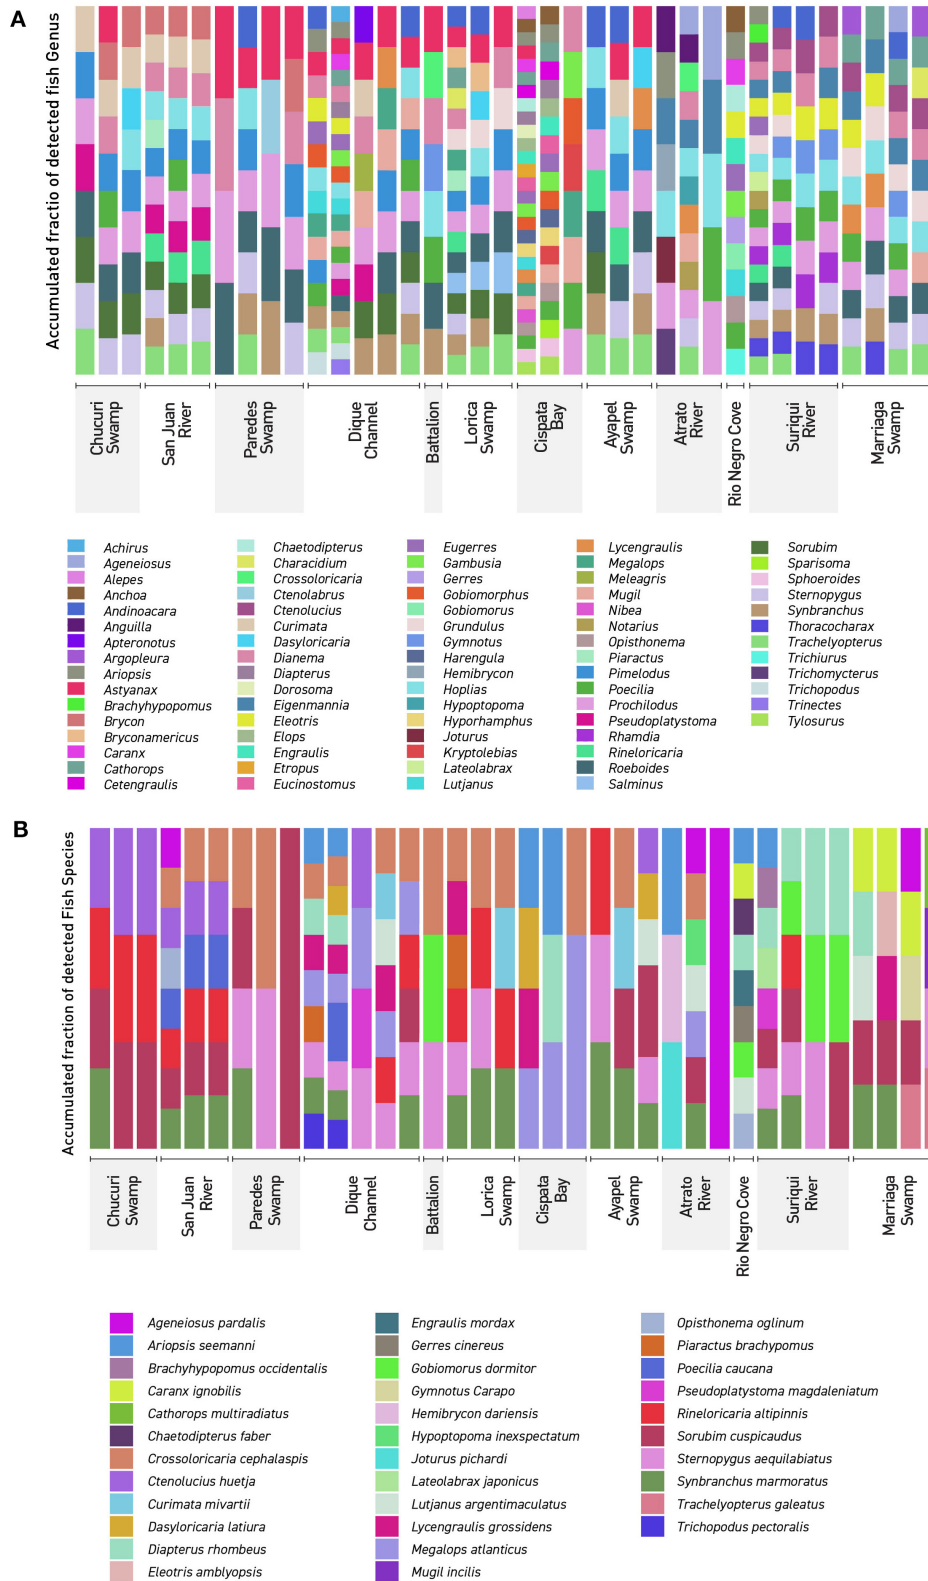 A
Accumulated fractio n of detected fish Genus
Chucuri
Swamp
San Juan
River
Paredes
Swamp
Dique
Channel
Battalion
Lorica
Swamp
Cispata
Bay
Ayapel
Swamp
Atrato
River
Rio Negro Cove
Suriqui
River
Marriaga
Swamp
Achirus
Ageneiosus
Alepes
Anchoa
Andinoacara
Anguilla
Apteronotus
Argopleura
Ariopsis
Astyanax
Brachyhypopomus
Brycon
Bryconamericus
Caranx
Cathorops
Cetengraulis
Chaetodipterus
Characidium
Crossoloricaria
Ctenolabrus
Ctenolucius
Curimata
Dasyloricaria
Dianema
Diapterus
Dorosoma
Eigenmannia
Eleotris
Elops
Engraulis
Etropus
Eucinostomus
Eugerres
Gambusia
Gerres
Gobiomorphus
Gobiomorus
Grundulus
Gymnotus
Harengula
Hemibrycon
Hoplias
Hypoptopoma
Hyporhamphus
Joturus
Kryptolebias
Lateolabrax
Lutjanus
Lycengraulis
Megalops
Meleagris
Mugil
Nibea
Notarius
Opisthonema
Piaractus
Pimelodus
Poecilia
Prochilodus
Pseudoplatystoma
Rhamdia
Rineloricaria
Roeboides
Salminus
Sorubim
Sparisoma
Sphoeroides
Sternopygus
Synbranchus
Thoracocharax
Trachelyopterus
Trichiurus
Trichomycterus
Trichopodus
Trinectes
Tylosurus
B
Accumulated fraction of detected Fish Species
Chucuri
Swamp
San Juan
River
Paredes
Swamp
Dique
Channel
Battalion
Lorica
Swamp
Cispata
Bay
Ayapel
Swamp
Atrato
River
Rio Negro Cove
Suriqui
River
Marriaga
Swamp
Ageneiosus pardalis
Ariopsis seemanni
Brachyhypopomus occidentalis
Caranx ignobilis
Cathorops multiradiatus
Chaetodipterus faber
Crossoloricaria cephalaspis
Ctenolucius huetja
Curimata mivartii
Dasyloricaria latiura
Diapterus rhombeus
Eleotris amblyopsis
Engraulis mordax
Gerres cinereus
Gobiomorus dormitor
Gymnotus Carapo
Hemibrycon dariensis
Hypoptopoma inexspectatum
Joturus pichardi
Lateolabrax japonicus
Lutjanus argentimaculatus
Lycengraulis grossidens
Megalops atlanticus
Mugil incilis
Opisthonema oglinum
Piaractus brachypomus
Poecilia caucana
Pseudoplatystoma magdaleniatum
Rineloricaria altipinnis
Sorubim cuspicaudus
Sternopygus aequilabiatus
Synbranchus marmoratus
Trachelyopterus galeatus
Trichopodus pectoralis